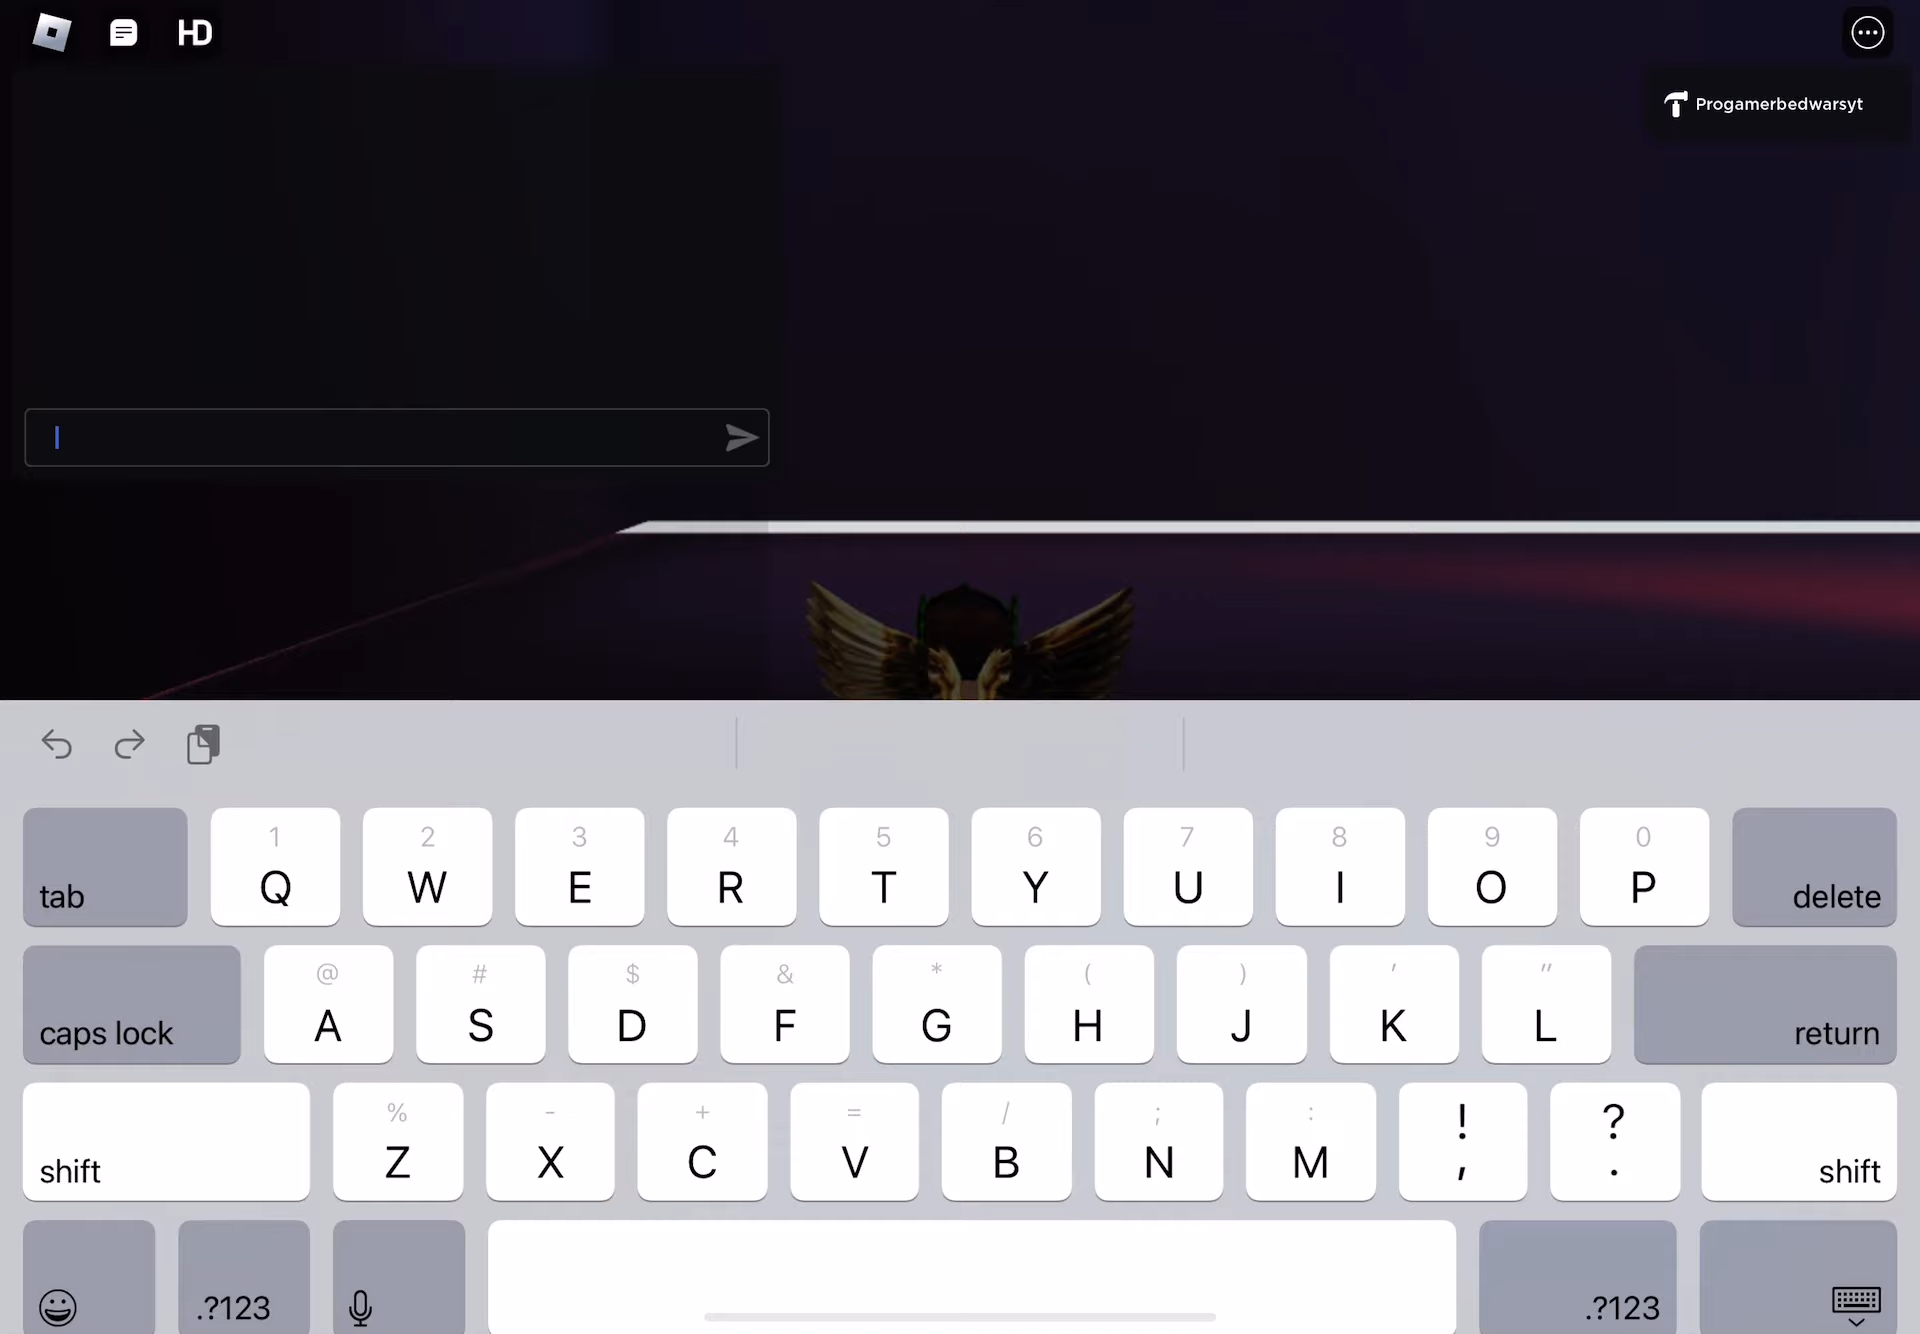 HD
Progamerbedwarsyt
tab 1 Q 2 W 3 E 4 R 5 T 6 Y 7 U 8 I 9 O 0 P delete
caps lock @ A # S $ D & F * G ( H ) J ' K " L return
shift % Z - X + C = V / B ; N : M ! , ? . shift
.?123 .?123